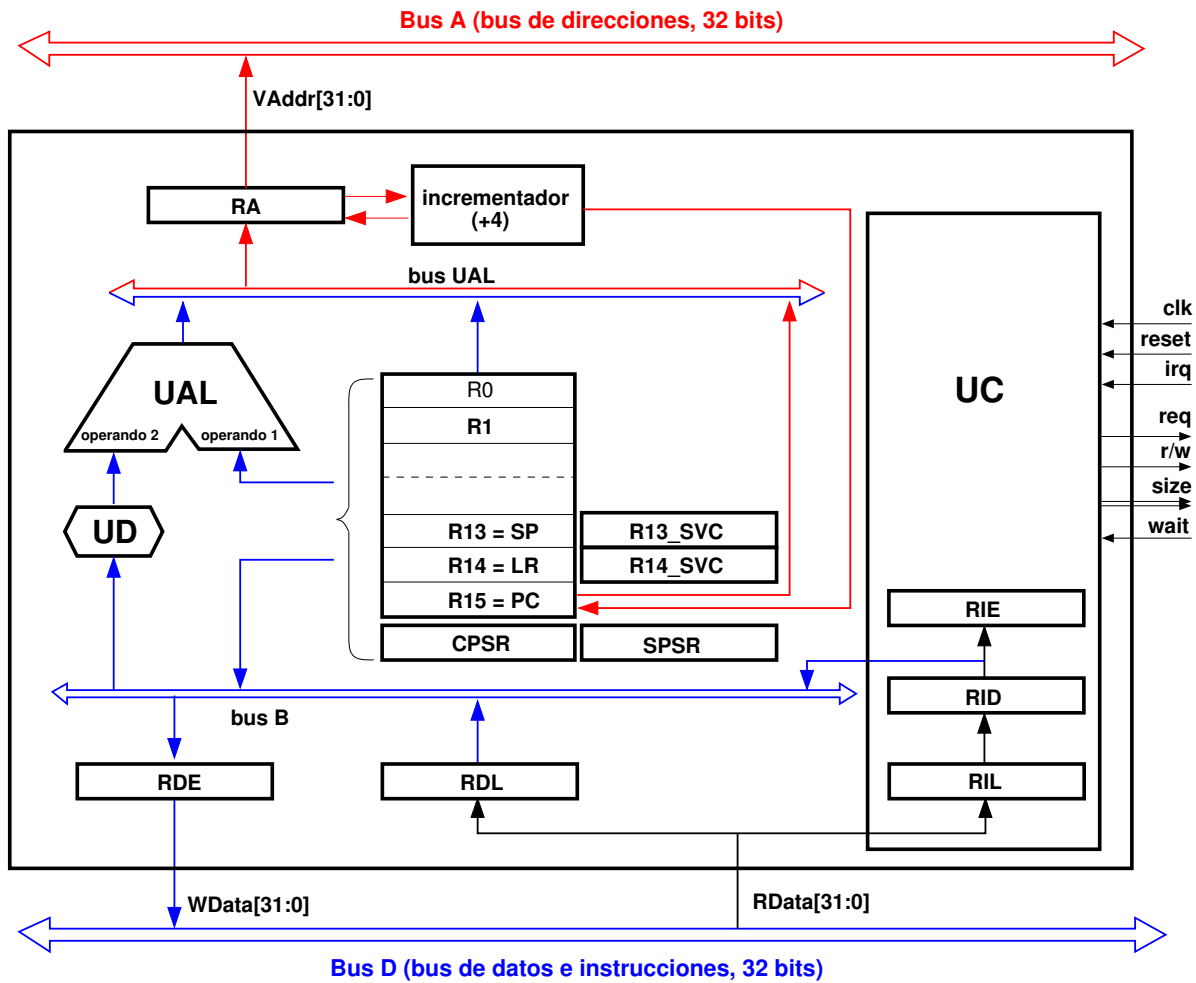 Bus A (bus de direcciones, 32 bits)
VAddr[31:0]
RA
incrementador
(+4)
bus UAL
UAL
operando 2
operando 1
UD
R0
R1
R13 = SP
R13_SVC
R14 = LR
R14_SVC
R15 = PC
CPSR
SPSR
bus B
RDE
RDL
UC
RIE
RID
RIL
clk
reset
irq
req
r/w
size
wait
WData[31:0]
RData[31:0]
Bus D (bus de datos e instrucciones, 32 bits)